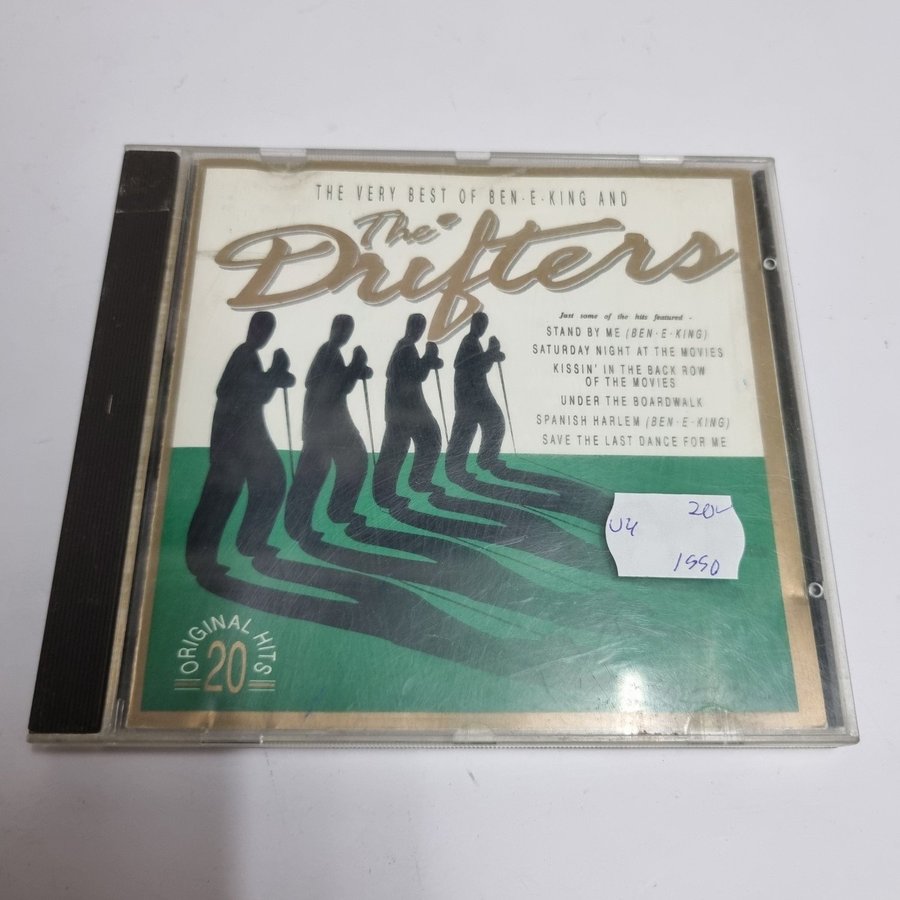 THE VERY BEST OF BEN·E·KING AND
The Drifters
Just some of the hits featured -
STAND BY ME (BEN·E·KING)
SATURDAY NIGHT AT THE MOVIES
KISSIN' IN THE BACK ROW
OF THE MOVIES
UNDER THE BOARDWALK
SPANISH HARLEM (BEN·E·KING)
SAVE THE LAST DANCE FOR ME
U4
20
1990
ORIGINAL HITS
20